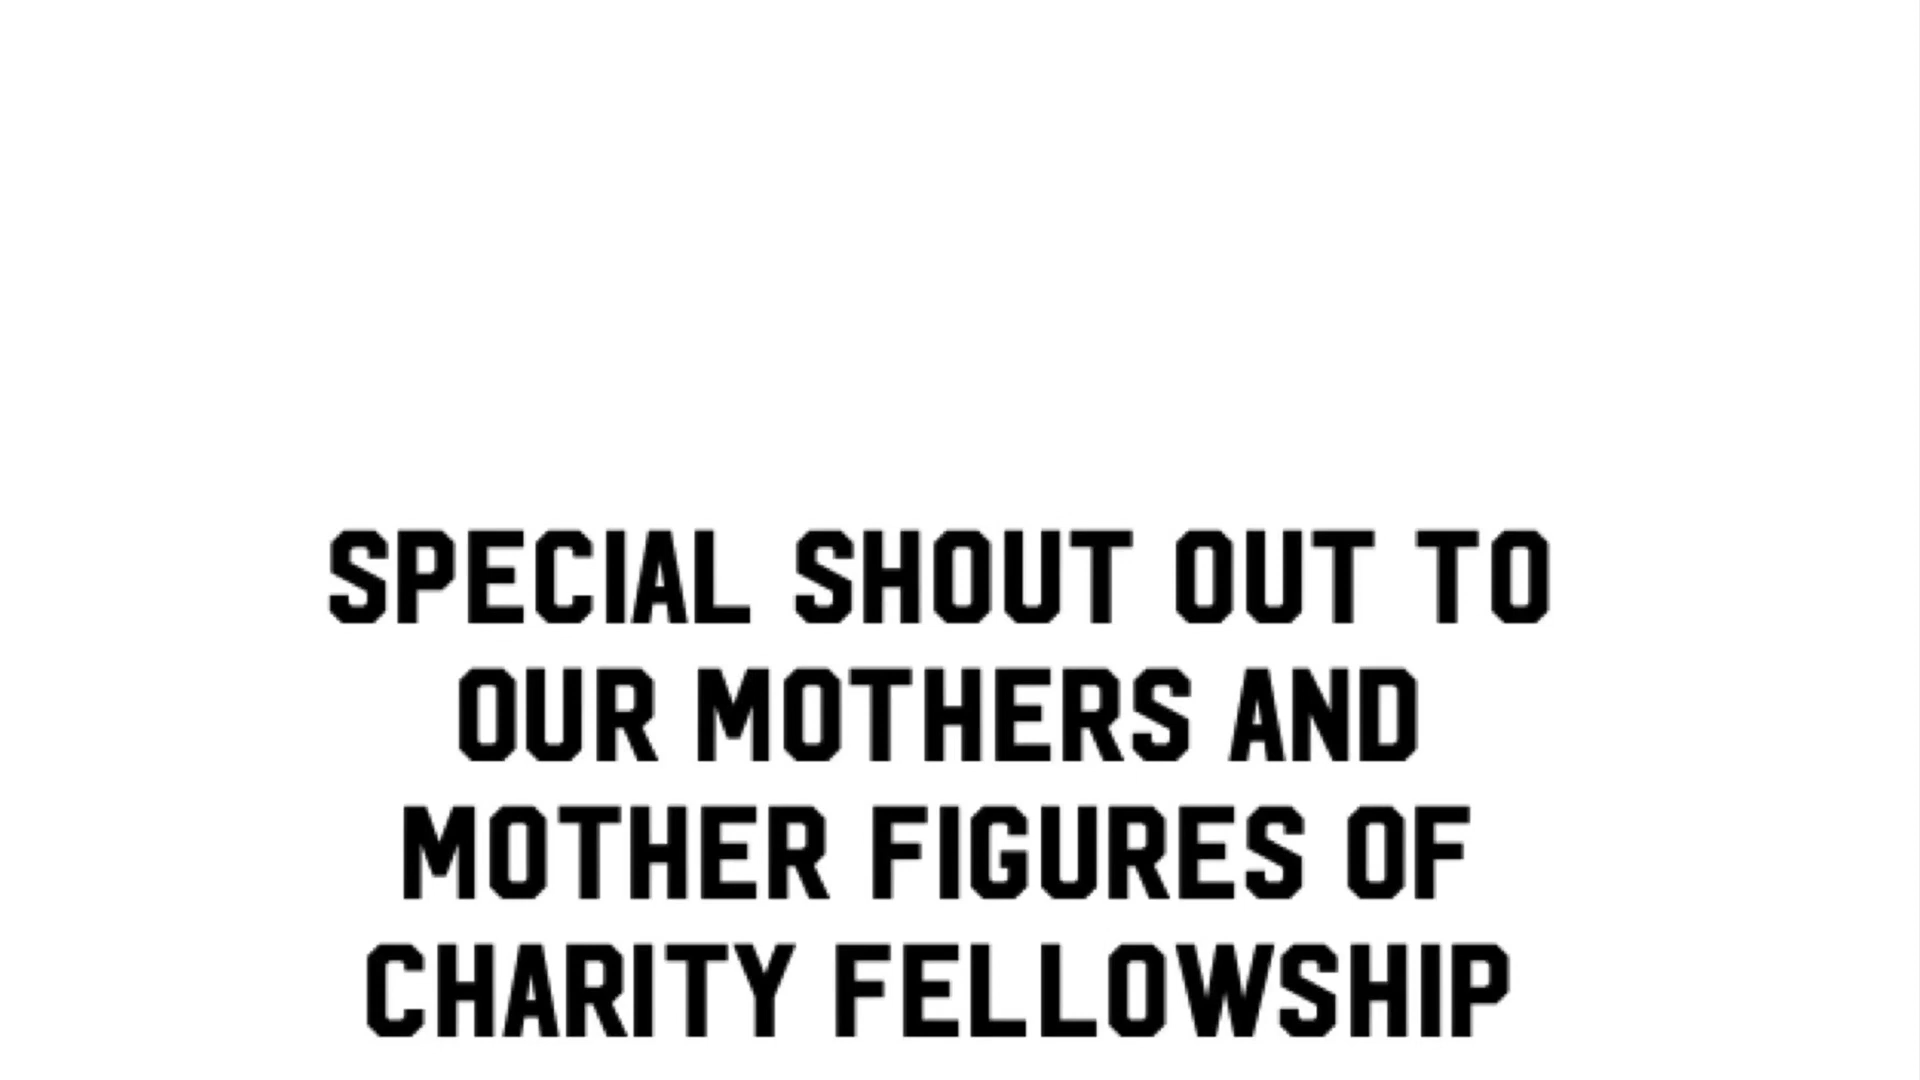 SPECIAL SHOUT OUT TO
OUR MOTHERS AND
MOTHER FIGURES OF
CHARITY FELLOWSHIP